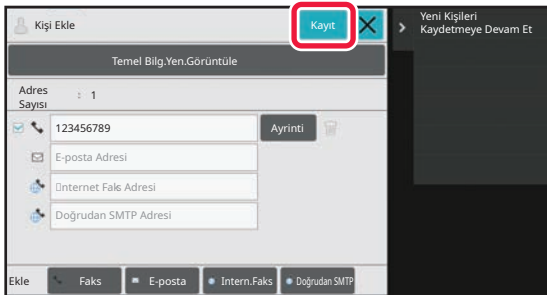 Kişi Ekle
Kayıt
Yeni Kişileri
Kaydetmeye Devam Et
Temel Bilg.Yen.Görüntüle
Adres
Sayısı
: 1
123456789
Ayrinti
E-posta Adresi
İnternet Faks Adresi
Doğrudan SMTP Adresi
Ekle
Faks
E-posta
Intern.Faks
Doğrudan SMTP